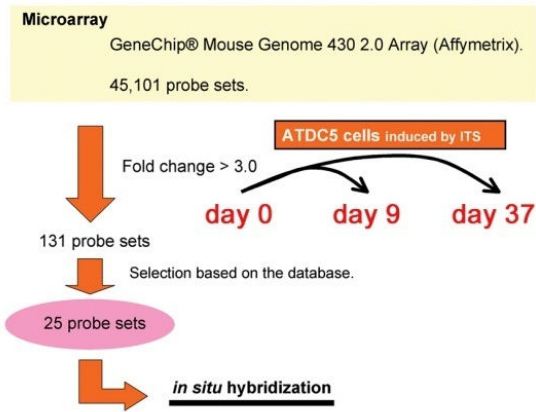 Microarray
GeneChip® Mouse Genome 430 2.0 Array (Affymetrix).
45,101 probe sets.
ATDC5 cells induced by ITS
Fold change > 3.0
day 0 day 9 day 37
131 probe sets
Selection based on the database.
25 probe sets
in situ hybridization